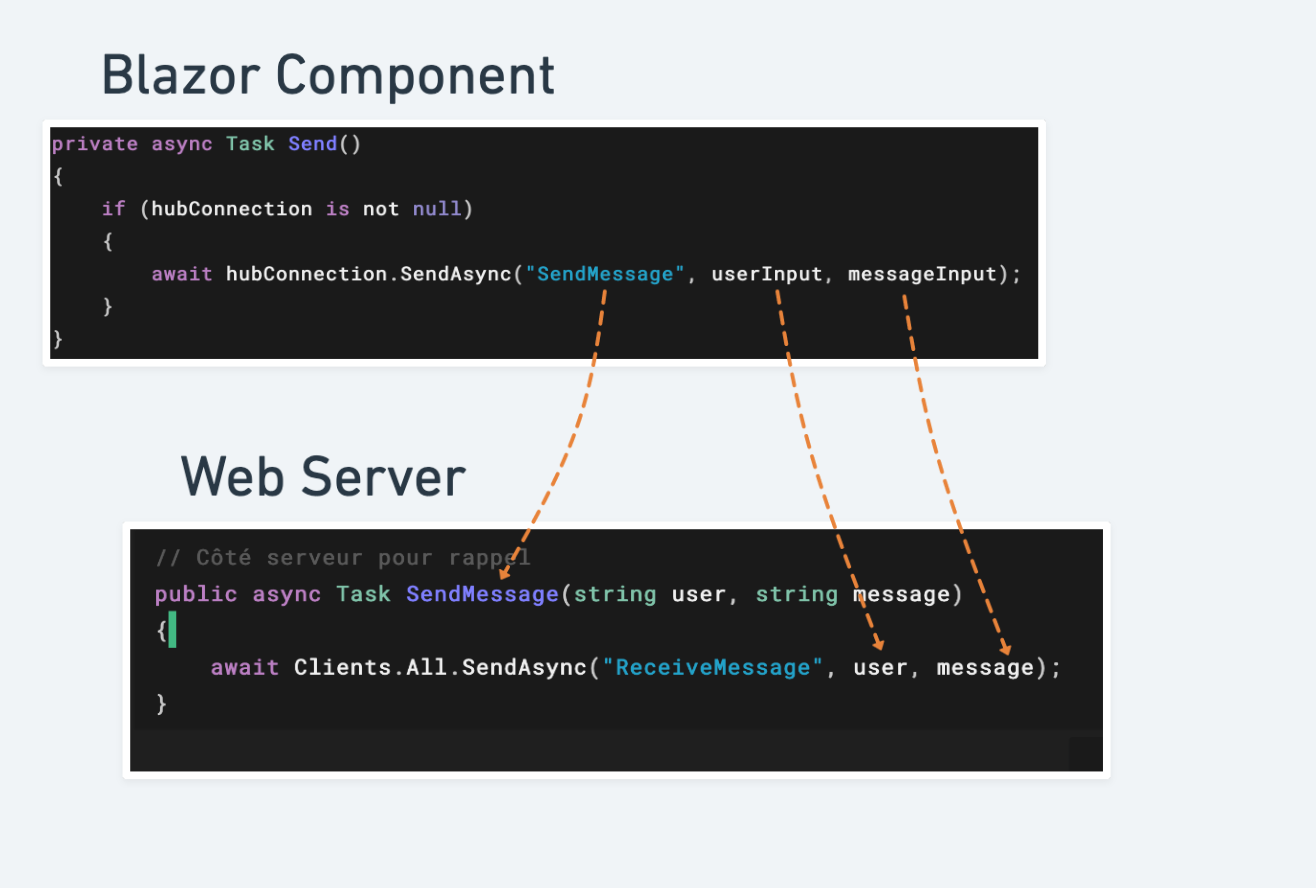 Blazor Component
private async Task Send()
{
    if (hubConnection is not null)
    {
        await hubConnection.SendAsync("SendMessage", userInput, messageInput);
    }
}
Web Server
// Côté serveur pour rappel
public async Task SendMessage(string user, string message)
{
    await Clients.All.SendAsync("ReceiveMessage", user, message);
}